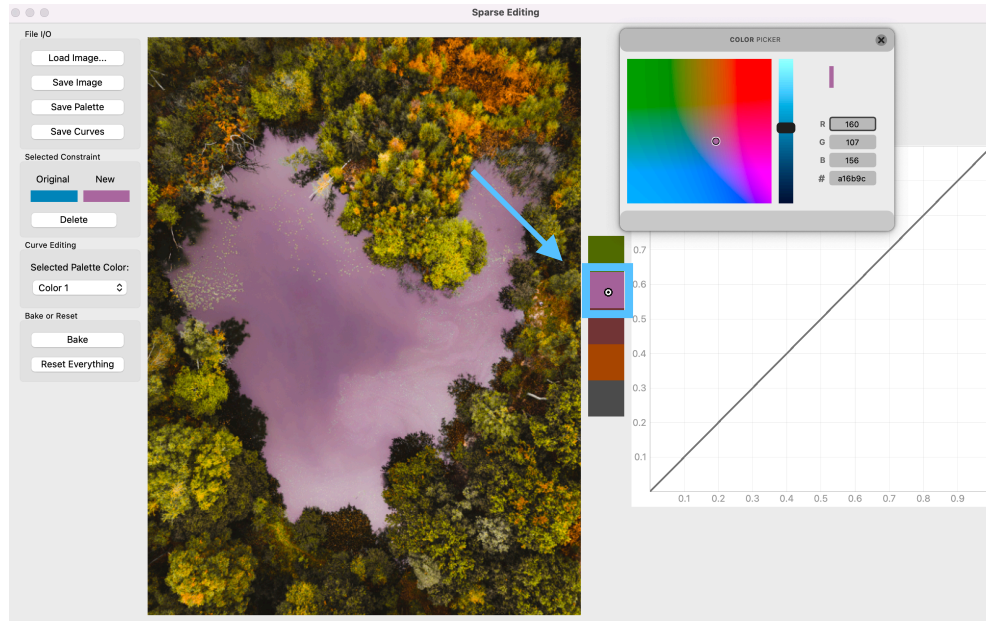 Sparse Editing
File I/O
Load Image...
Save Image
Save Palette
Save Curves
Selected Constraint
Original New
Delete
Curve Editing
Selected Palette Color:
Color 1
Bake or Reset
Bake
Reset Everything
COLOR PICKER
R 160
G 107
B 156
# a16b9c
0.7
0.6
0.5
0.4
0.3
0.2
0.1
0.1 0.2 0.3 0.4 0.5 0.6 0.7 0.8 0.9